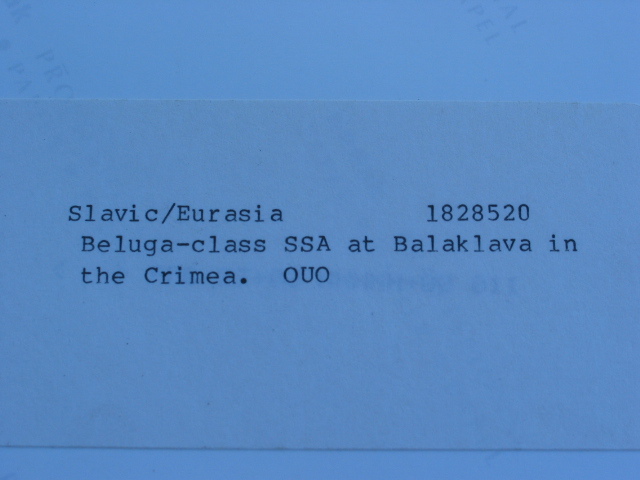 Slavic/Eurasia 1828520
Beluga-class SSA at Balaklava in
the Crimea. OUO